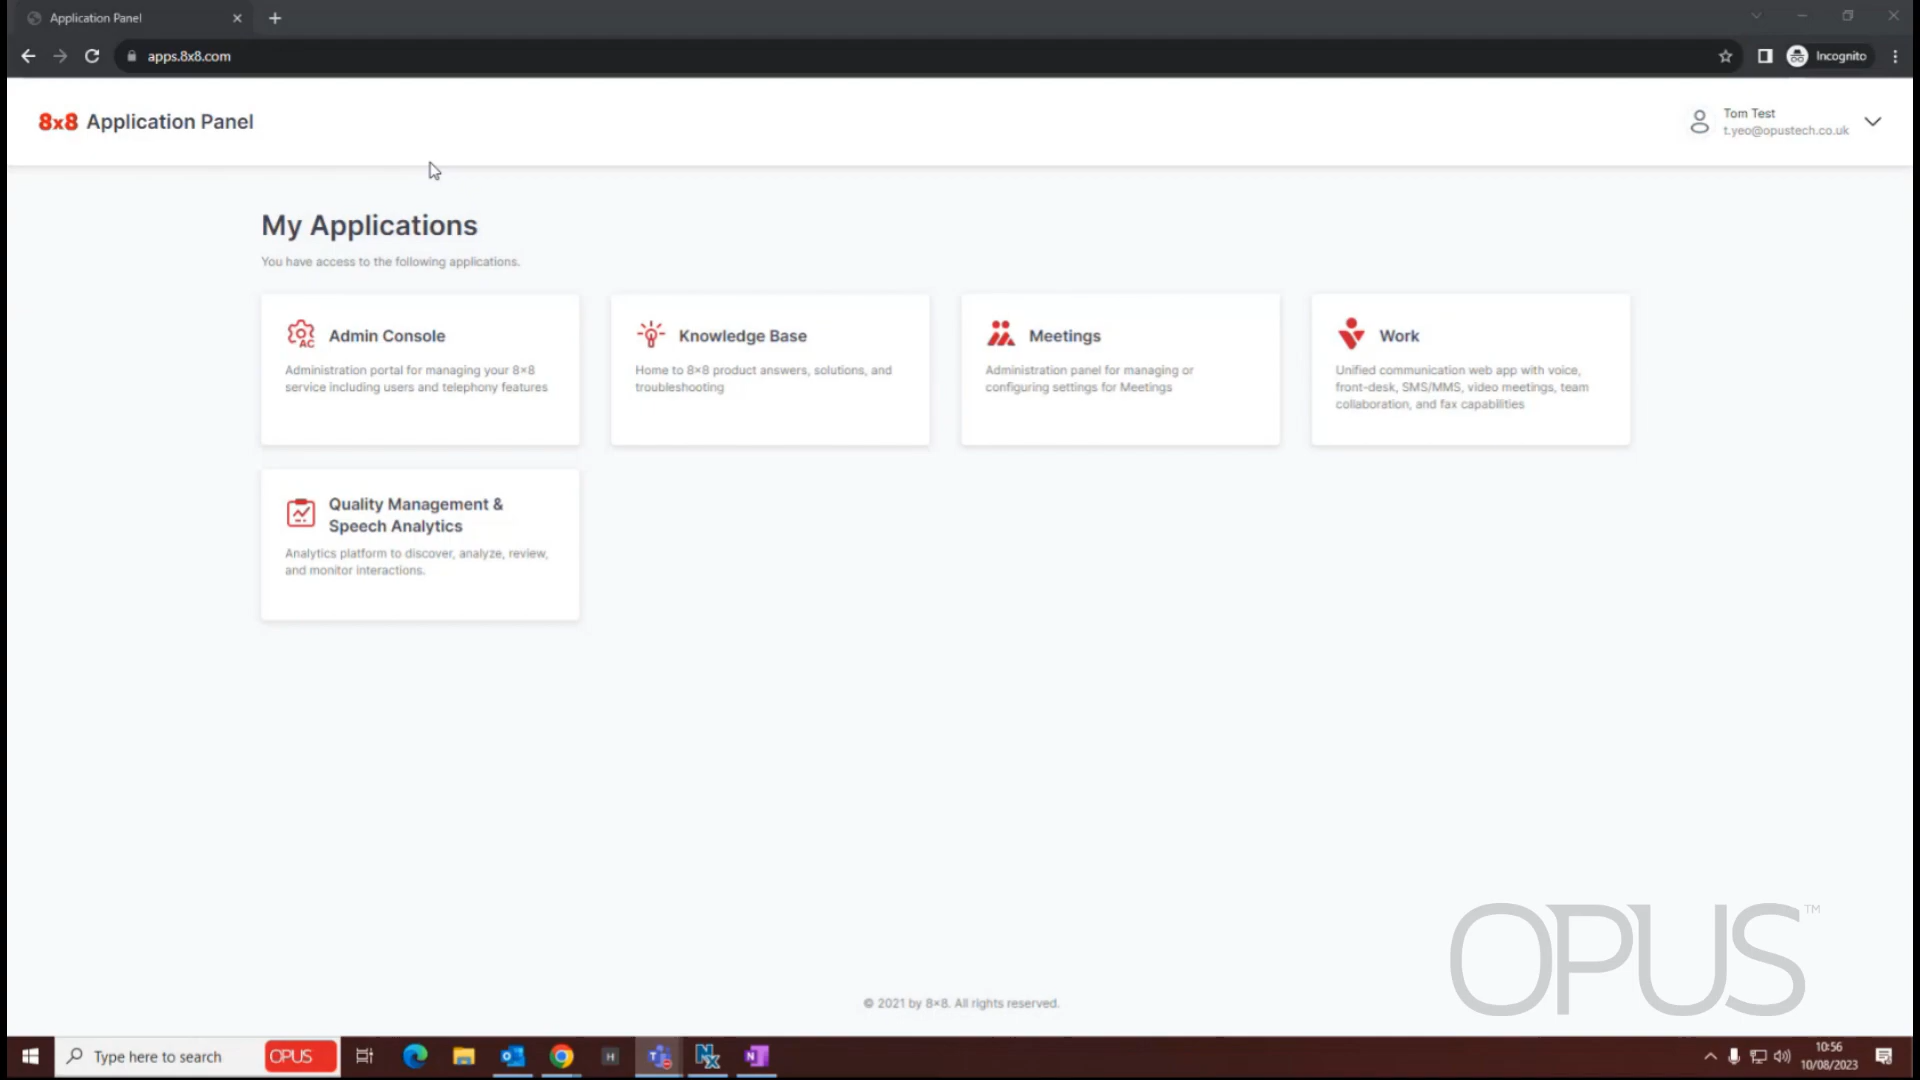 Application Panel
apps.8x8.com
Incognito
8x8 Application Panel
Tom Test
t.yeo@opustech.co.uk
My Applications
You have access to the following applications.
AC
Admin Console
Administration portal for managing your 8×8
service including users and telephony features
Knowledge Base
Home to 8×8 product answers, solutions, and
troubleshooting
Meetings
Administration panel for managing or
configuring settings for Meetings
Work
Unified communication web app with voice,
front-desk, SMS/MMS, video meetings, team
collaboration, and fax capabilities
Quality Management &
Speech Analytics
Analytics platform to discover, analyze, review,
and monitor interactions.
OPUS™
© 2021 by 8×8. All rights reserved.
Type here to search
OPUS
H
T
N
10:56
10/08/2023